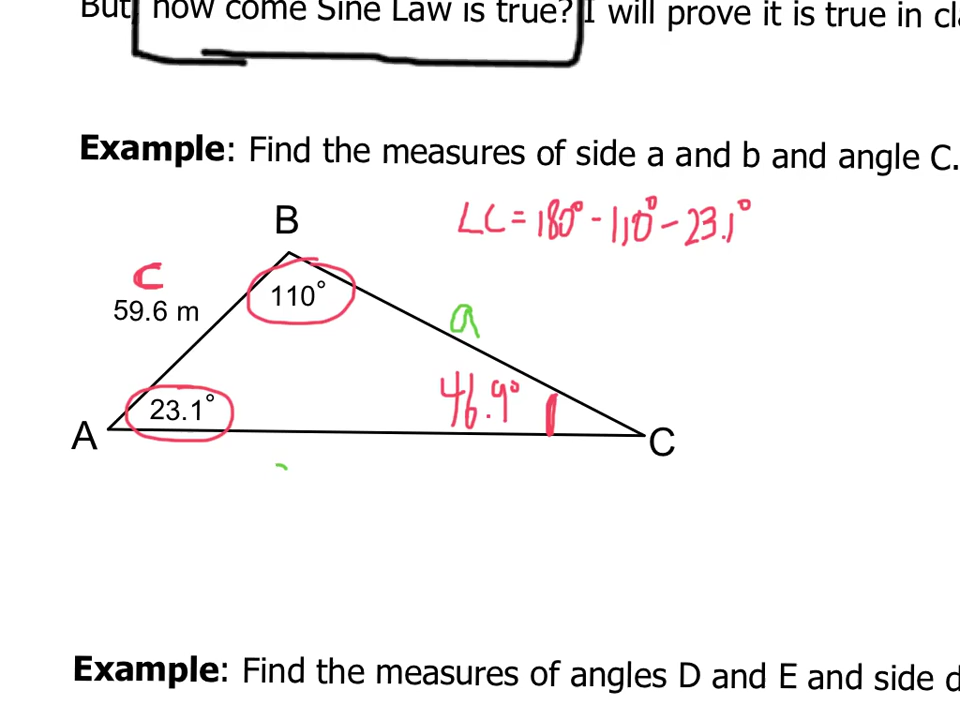 But, how come Sine Law is true? I will prove it is true in cla
Example: Find the measures of side a and b and angle C.
B
∠C = 180° - 110° - 23.1°
C
59.6 m
110°
a
46.9°
23.1°
A
C
Example: Find the measures of angles D and E and side d